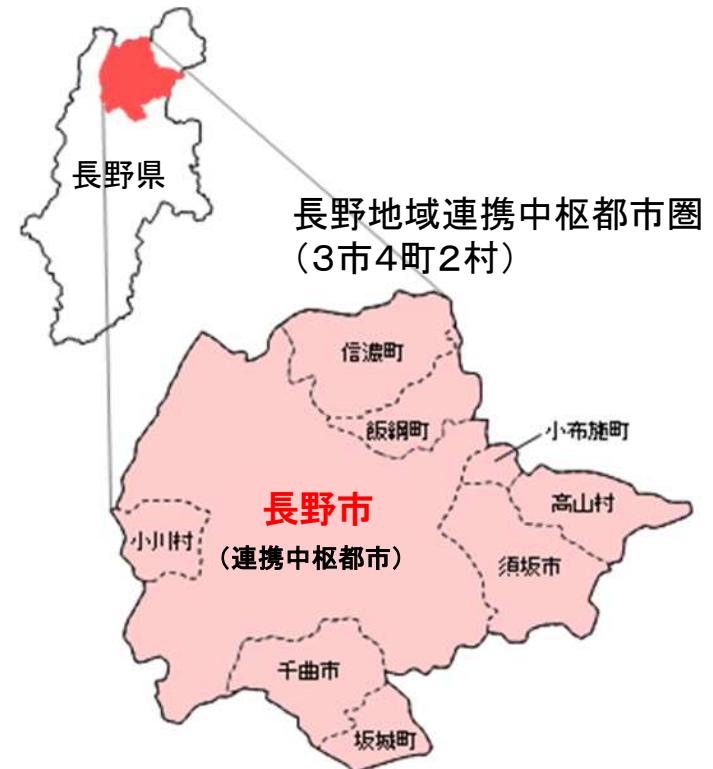 長野県
長野地域連携中枢都市圏
（3市4町2村）
信濃町
飯綱町
小布施町
高山村
長野市
（連携中枢都市）
小川村
須坂市
千曲市
坂城町